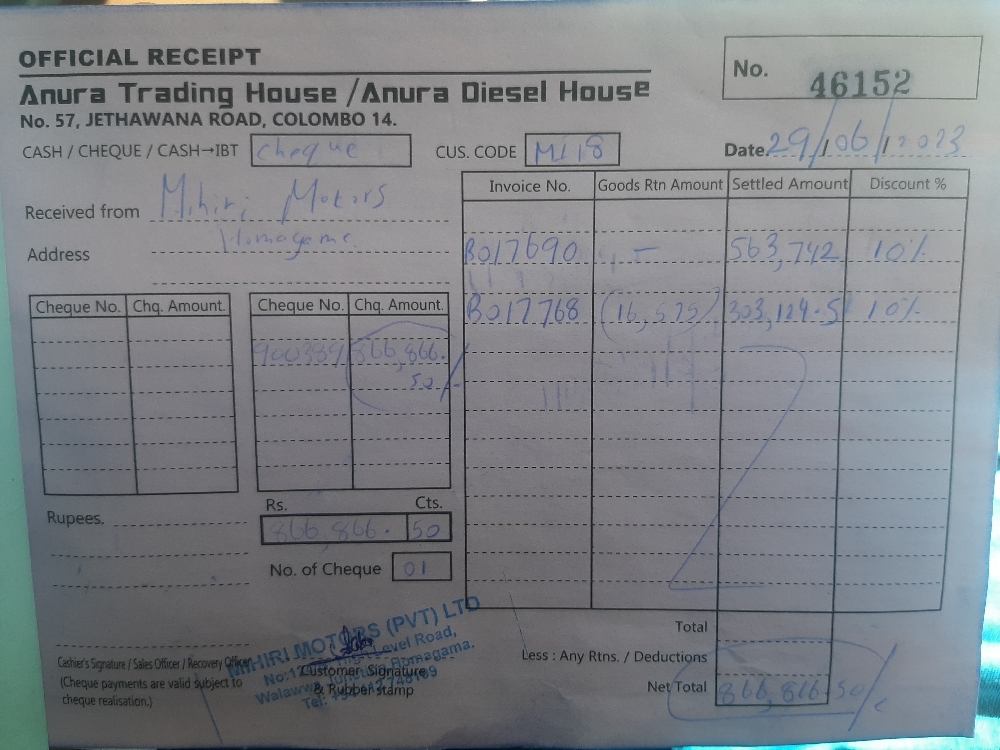 OFFICIAL RECEIPT
No. 46152
Anura Trading House /Anura Diesel House
No. 57, JETHAWANA ROAD, COLOMBO 14.
CASH / CHEQUE / CASH→IBT cheque CUS. CODE M118 Date. 29/06/2023
Received from Mihiri Motors
Address Homagama
Invoice No. Goods Rtn Amount Settled Amount Discount %
B017690 - 563,742 10%
B017768 (16,575) 303,124.5 10%
Cheque No. Chq. Amount. Cheque No. Chq. Amount.
900389 866,866.
50/-
Rs. Cts.
Rupees. 866,866. 50
No. of Cheque 01
Total
Less : Any Rtns. / Deductions
Net Total 866,866.50/-
Cashier's Signature / Sales Officer / Recovery Officer
(Cheque payments are valid subject to
cheque realisation.)
Customer Signature
& Rubber stamp
MIHIRI MOTORS (PVT) LTD
Level Road,
Homagama.